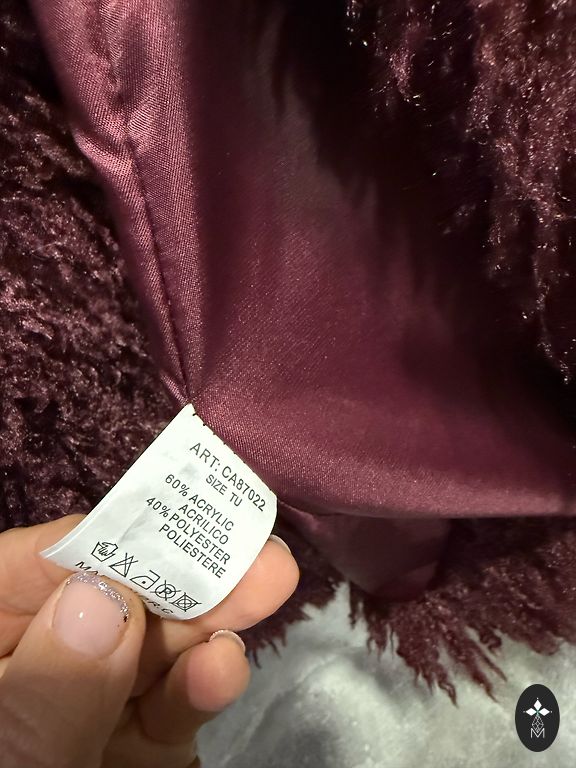 ART: CA87022
SIZE TU
60% ACRYLIC
ACRILICO
40% POLYESTER
POLIESTERE